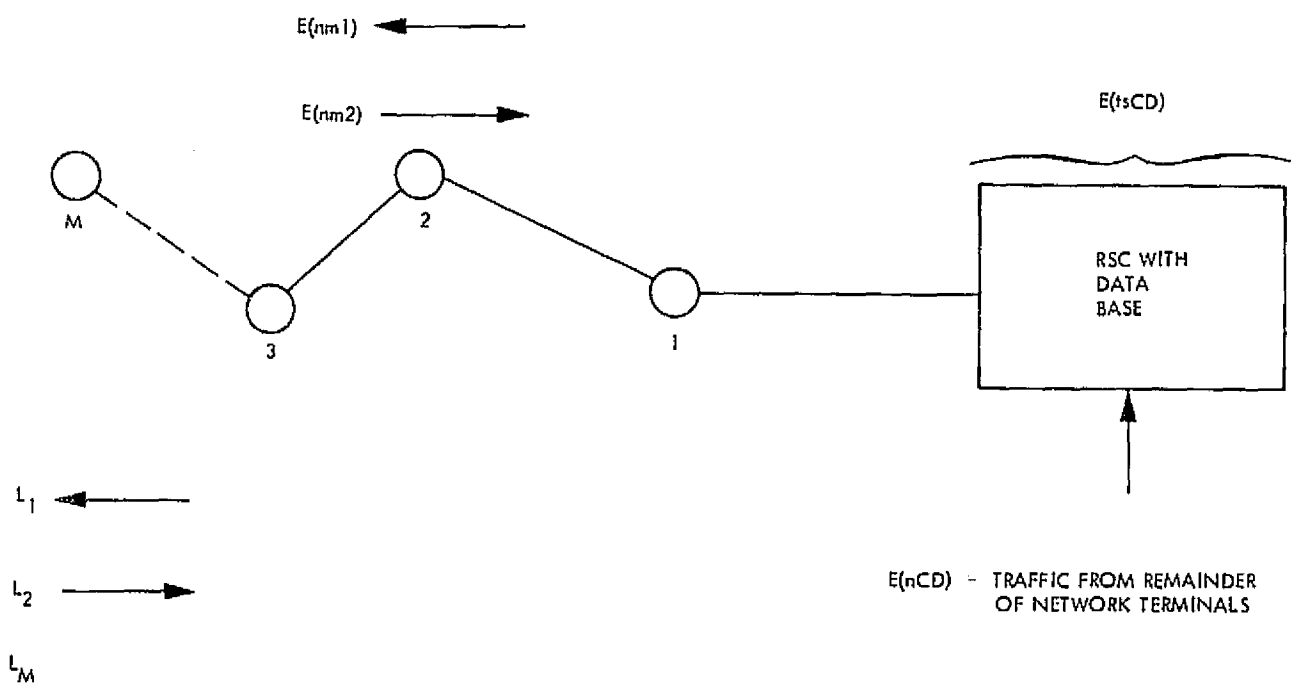 E(nm1)
E(nm2)
E(tsCD)
M
2
3
1
RSC WITH
DATA
BASE
L1
L2
LM
E(nCD) - TRAFFIC FROM REMAINDER
OF NETWORK TERMINALS